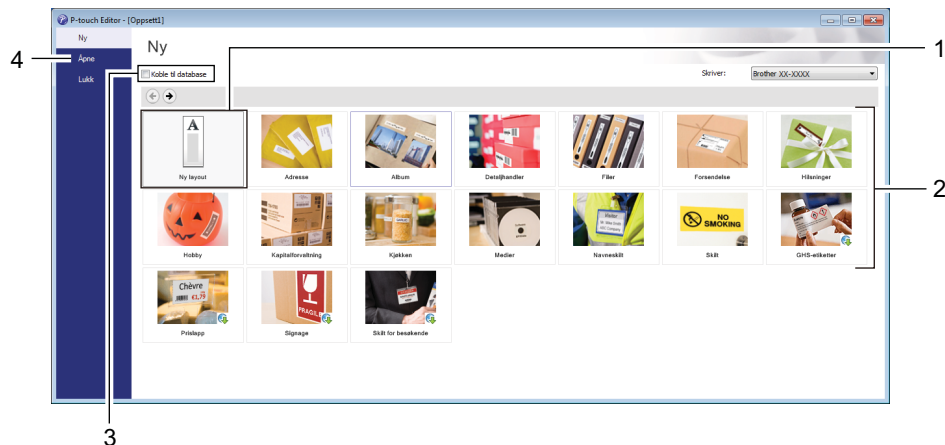 P-touch Editor - [Oppsett1]
Ny
Åpne
Lukk
Ny
Koble til database
Skriver:
Brother XX-XXXX
A
Ny layout
Adresse
Album
Detaljhandler
Filer
Forsendelse
Hilsninger
Hobby
Kapitalforvaltning
Kjøkken
Medier
Visitor
Navneskilt
NO
SMOKING
Skilt
GHS-etiketter
Chèvre
€1,79
Prislapp
FRAGILE
Signage
Skilt for besøkende
1
2
3
4